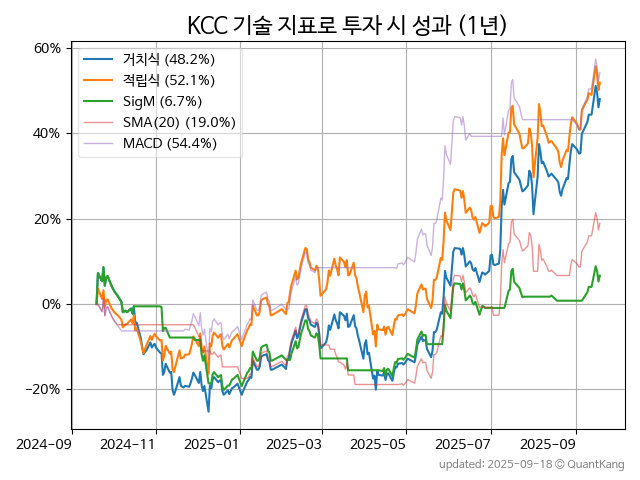 KCC 기술 지표로 투자 시 성과 (1년)
60%
40%
20%
0%
−20%
거치식 (48.2%)
적립식 (52.1%)
SigM (6.7%)
SMA(20) (19.0%)
MACD (54.4%)
2024-09
2024-11
2025-01
2025-03
2025-05
2025-07
2025-09
updated: 2025-09-18 © QuantKang